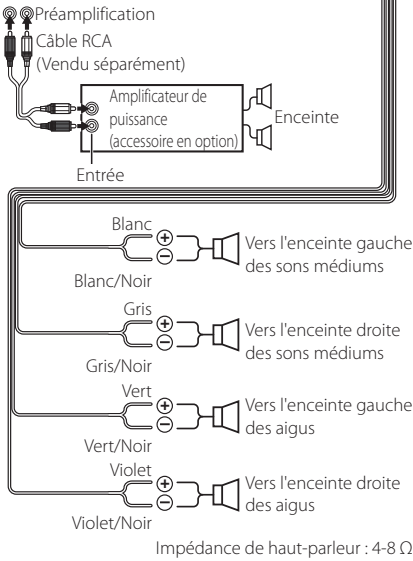 Préamplification
Câble RCA
(Vendu séparément)
Amplificateur de
puissance
(accessoire en option)
Enceinte
Entrée
Blanc
Vers l'enceinte gauche
des sons médiums
Blanc/Noir
Gris
Vers l'enceinte droite
des sons médiums
Gris/Noir
Vert
Vers l'enceinte gauche
des aigus
Vert/Noir
Violet
Vers l'enceinte droite
des aigus
Violet/Noir
Impédance de haut-parleur : 4-8 Ω